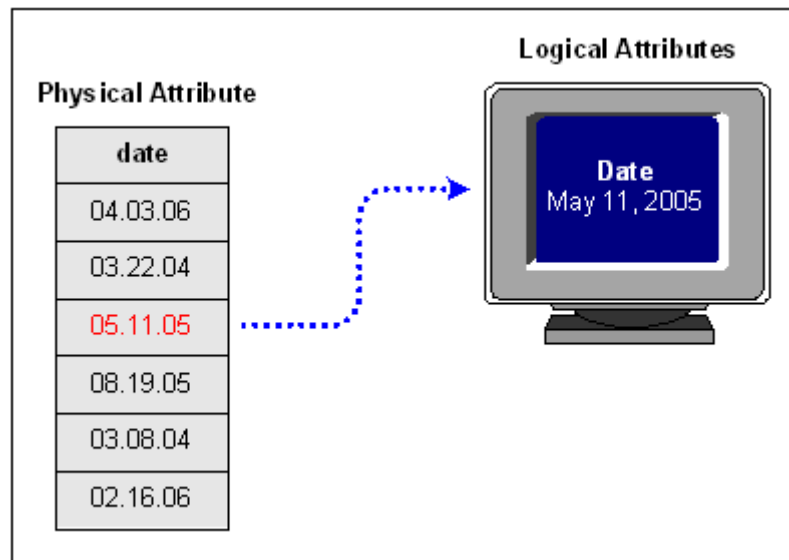 Physical Attribute
date
04.03.06
03.22.04
05.11.05
08.19.05
03.08.04
02.16.06
Logical Attributes
Date
May 11, 2005